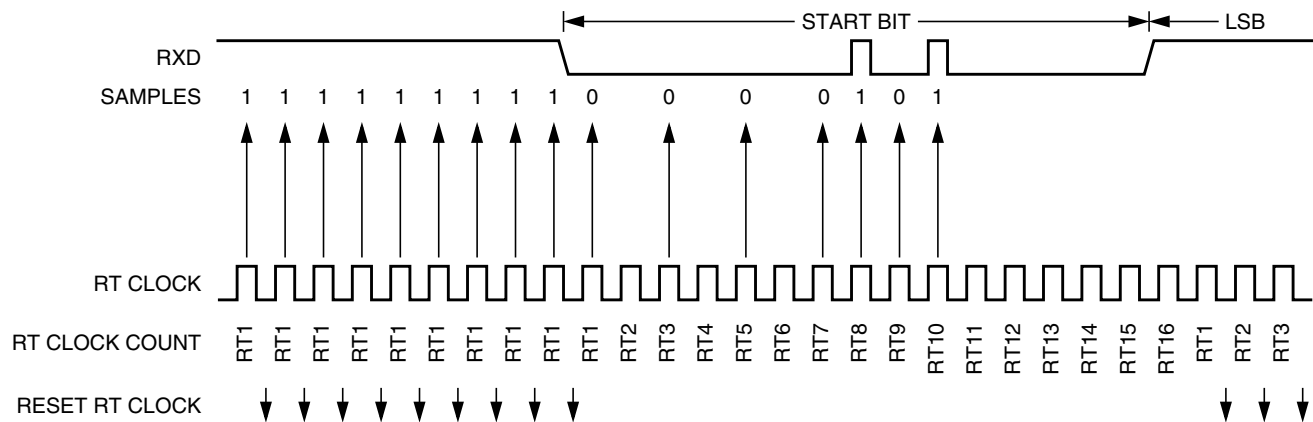 START BIT LSB
RXD
SAMPLES 1 1 1 1 1 1 1 1 1 0 0 0 0 1 0 1
RT CLOCK
RT CLOCK COUNT RT1 RT1 RT1 RT1 RT1 RT1 RT1 RT1 RT1 RT1 RT2 RT3 RT4 RT5 RT6 RT7 RT8 RT9 RT10 RT11 RT12 RT13 RT14 RT15 RT16 RT1 RT2 RT3
RESET RT CLOCK